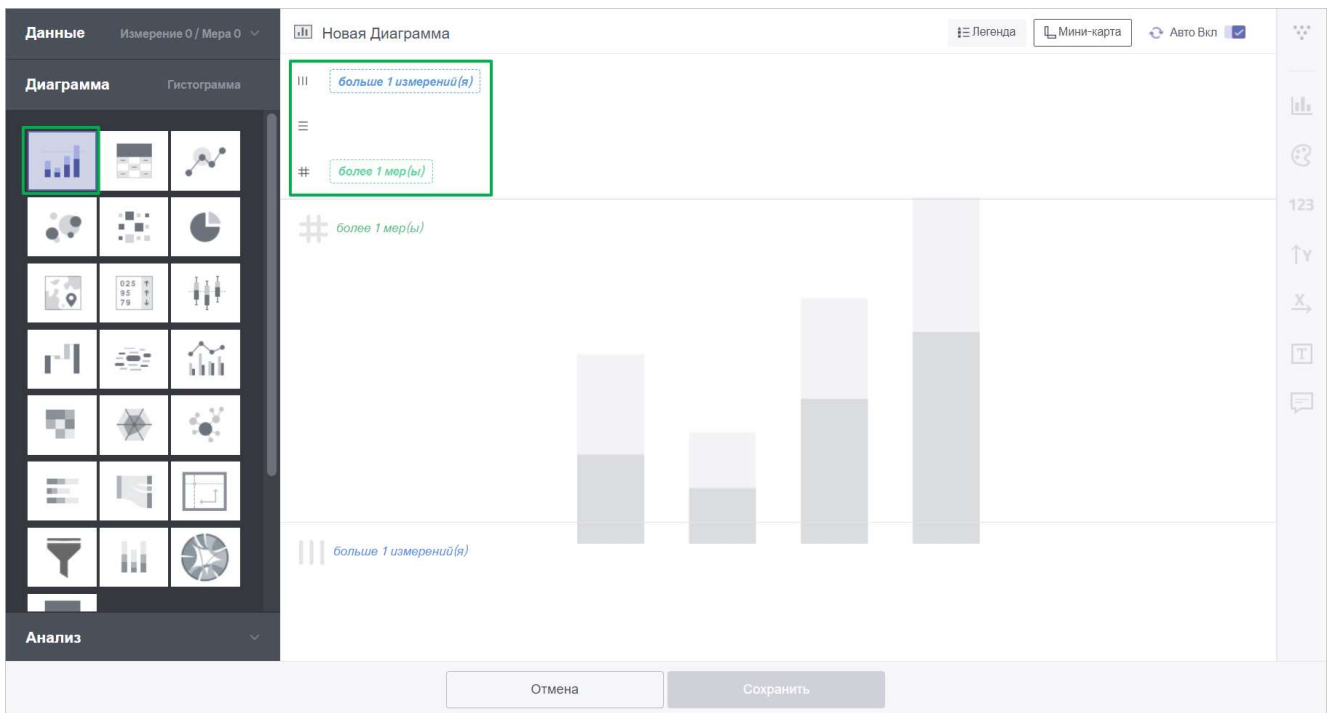 Данные Измерение 0 / Мера 0
Новая Диаграмма
Легенда
Мини-карта
Авто Вкл
Диаграмма Гистограмма
больше 1 измерений(я)
более 1 мер(ы)
025
95
79
более 1 мер(ы)
больше 1 измерений(я)
123
Y
X
T
Анализ
Отмена
Сохранить